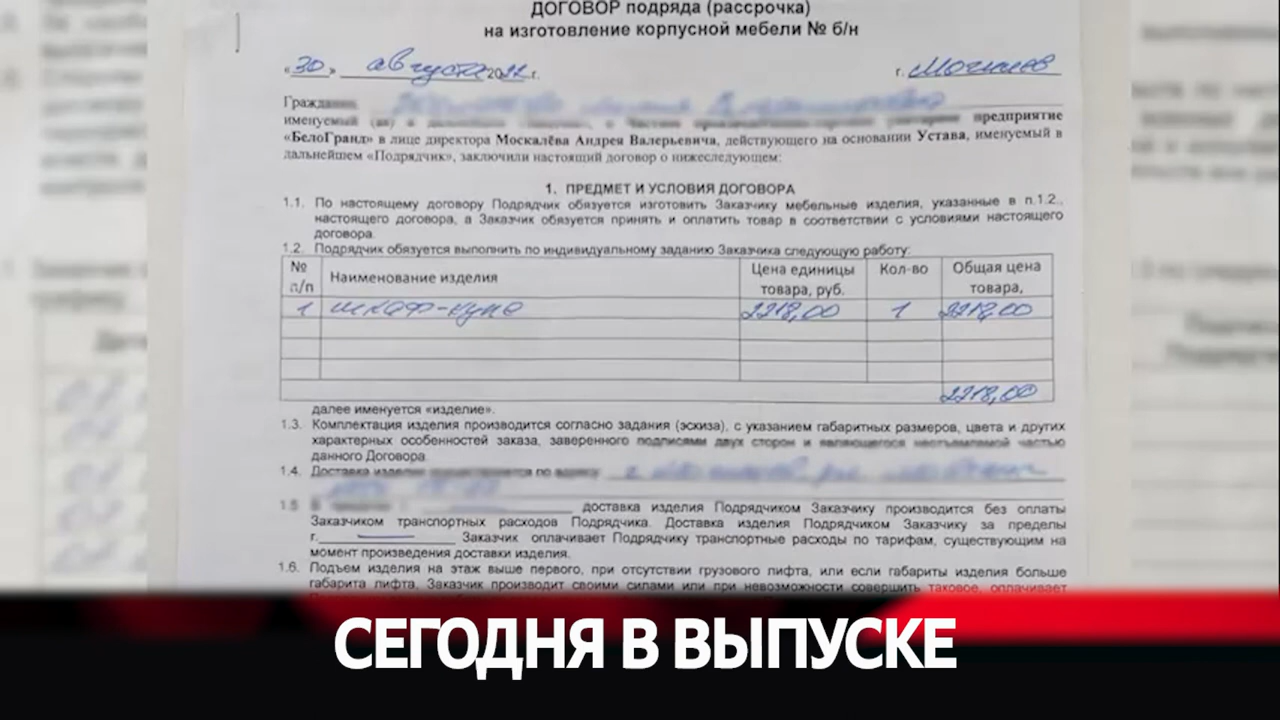 ДОГОВОР подряда (рассрочка)
на изготовление корпусной мебели № б/н
«30» августа 2022 г. г. Могилев
Граждан
именуемый (ая) в дальнейшем предприятие
«БелоГранд» в лице директора Москалёва Андрея Валерьевича, действующего на основании Устава, именуемый в
дальнейшем «Подрядчик», заключили настоящий договор о нижеследующем:
1. ПРЕДМЕТ И УСЛОВИЯ ДОГОВОРА
1.1. По настоящему договору Подрядчик обязуется изготовить Заказчику мебельные изделия, указанные в п.1.2.,
настоящего договора, а Заказчик обязуется принять и оплатить товар в соответствии с условиями настоящего
договора.
1.2. Подрядчик обязуется выполнить по индивидуальному заданию Заказчика следующую работу:
№ п/п Наименование изделия Цена единицы товара, руб. Кол-во Общая цена товара,
1 шкаф-купе 2218,00 1 2218,00
2218,00
далее именуется «изделие».
1.3. Комплектация изделия производится согласно задания (эскиза), с указанием габаритных размеров, цвета и других
характерных особенностей заказа, заверенного подписями двух сторон и являющегося неотъемлемой частью
данного Договора.
1.4. Доставка изделия осуществляется по адресу
1.5 В доставка изделия Подрядчиком Заказчику производится без оплаты
Заказчиком транспортных расходов Подрядчика. Доставка изделия Подрядчиком Заказчику за пределы
г. Заказчик оплачивает Подрядчику транспортные расходы по тарифам, существующим на
момент произведения доставки изделия.
1.6. Подъем изделия на этаж выше первого, при отсутствии грузового лифта, или если габариты изделия больше
габарита лифта, Заказчик производит своими силами или при невозможности совершить таковое, оплачивает
СЕГОДНЯ В ВЫПУСКЕ